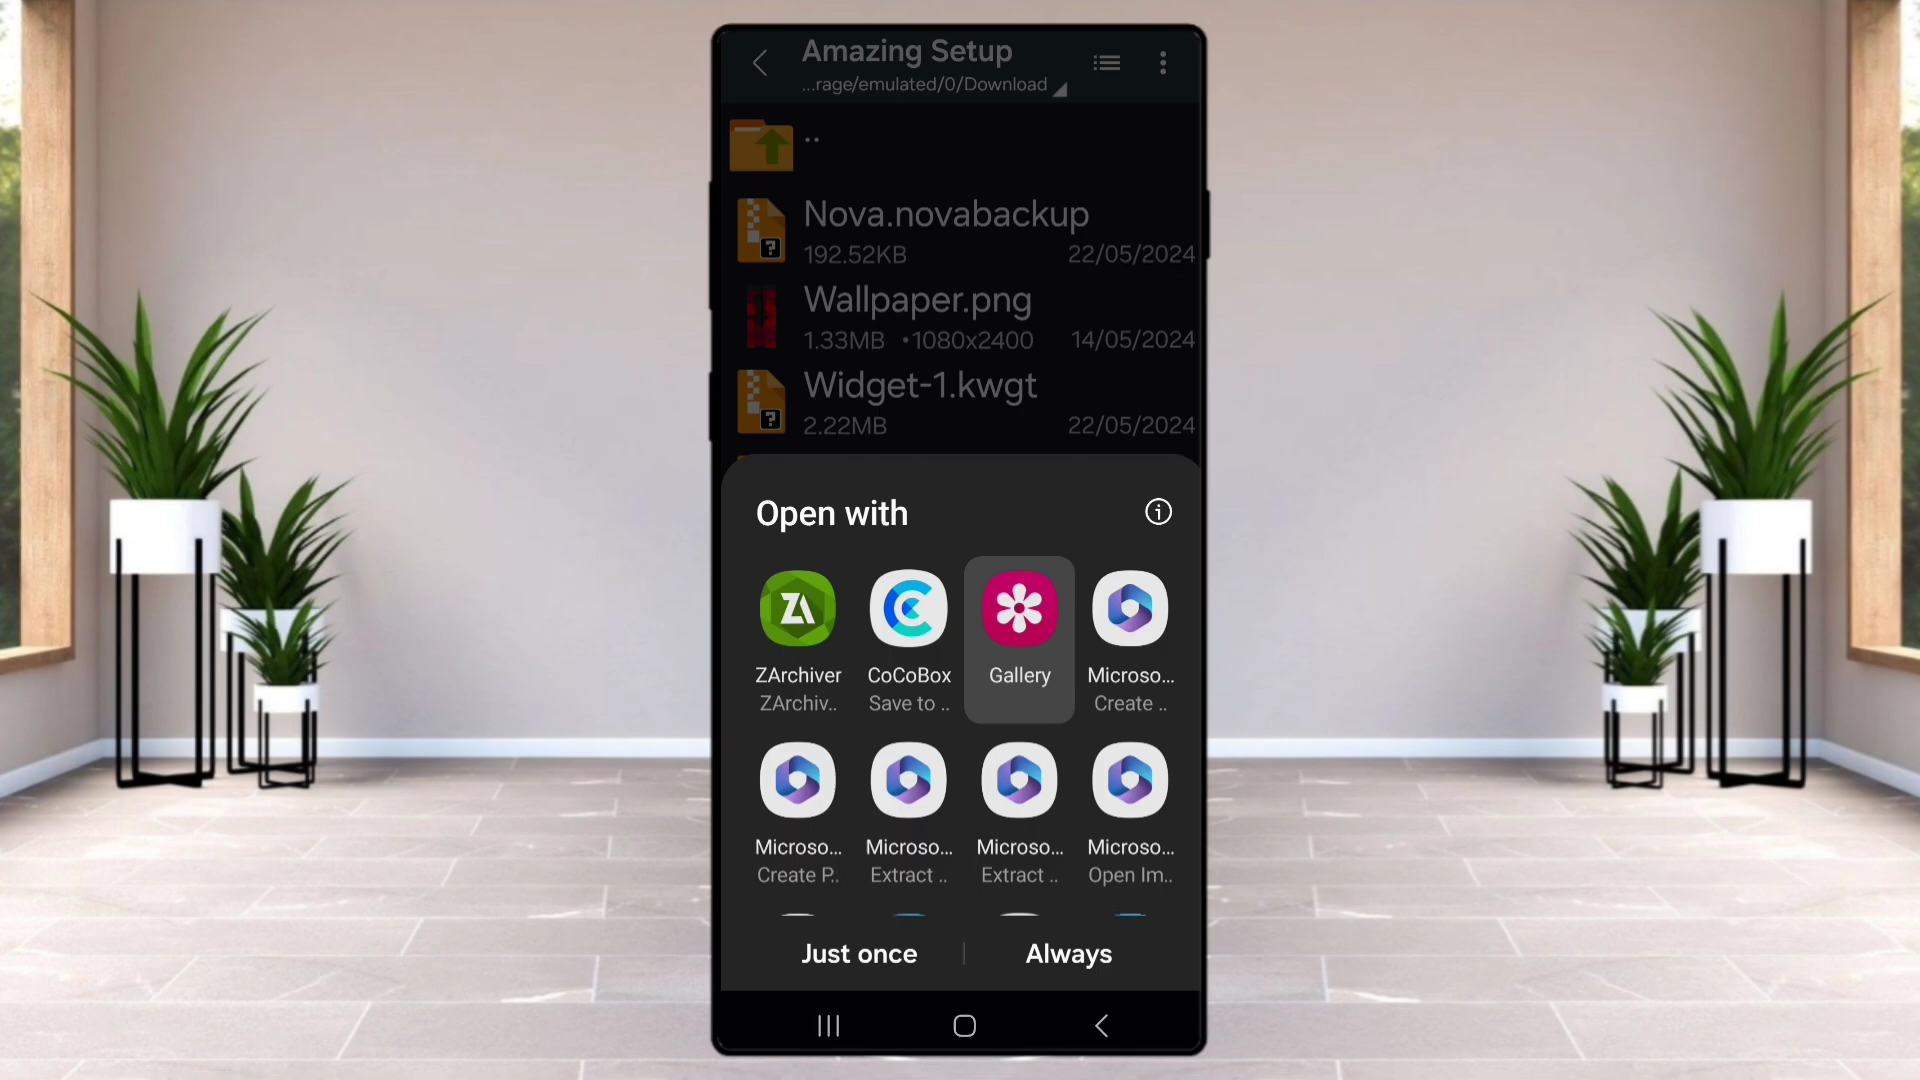 Amazing Setup
...rage/emulated/0/Download
..
Nova.novabackup
192.52KB 22/05/2024
Wallpaper.png
1.33MB •1080x2400 14/05/2024
Widget-1.kwgt
2.22MB 22/05/2024
Open with
ZArchiver CoCoBox Gallery Microso...
ZArchiv.. Save to .. Create ..
Microso... Microso... Microso... Microso...
Create P.. Extract .. Extract .. Open Im..
Just once Always